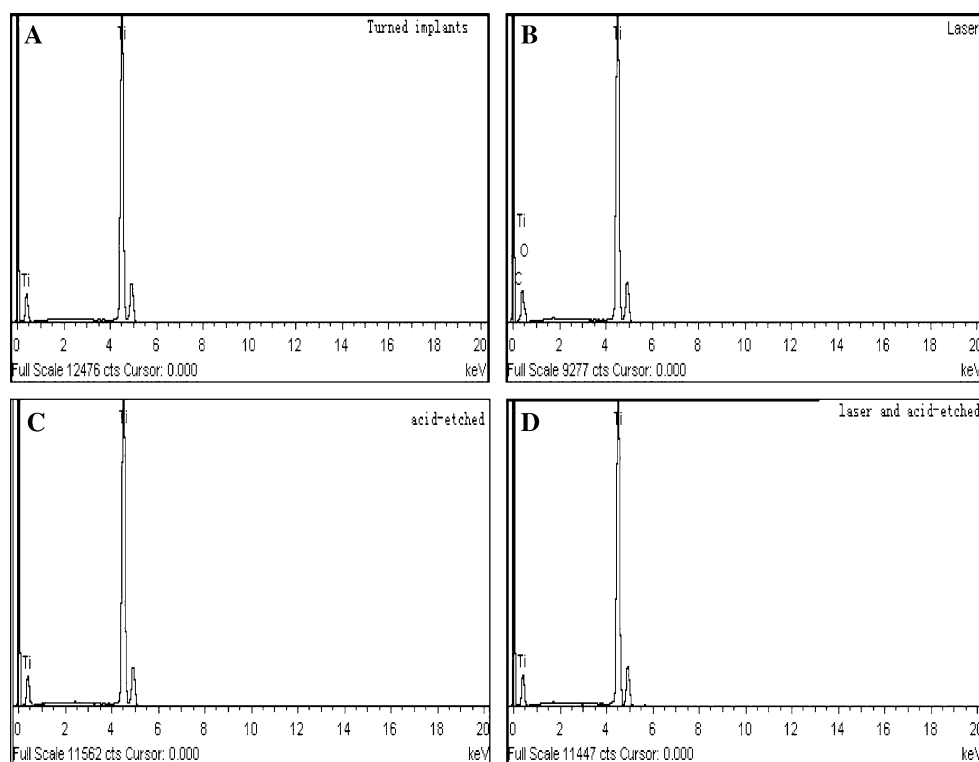 A
Turned implants
Ti
Ti
0 2 4 6 8 10 12 14 16 18 20
Full Scale 12476 cts Cursor: 0.000 keV
B
Laser
Ti
Ti
O
C
0 2 4 6 8 10 12 14 16 18 20
Full Scale 9277 cts Cursor: 0.000 keV
C
acid-etched
Ti
Ti
0 2 4 6 8 10 12 14 16 18 20
Full Scale 11562 cts Cursor: 0.000 keV
D
laser and acid-etched
Ti
Ti
0 2 4 6 8 10 12 14 16 18 20
Full Scale 11447 cts Cursor: 0.000 keV